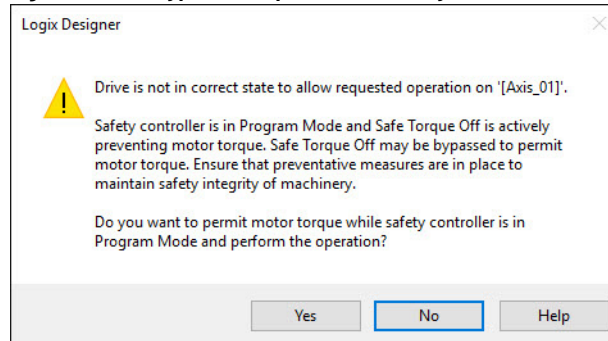 Logix Designer
Drive is not in correct state to allow requested operation on '[Axis_01]'.
Safety controller is in Program Mode and Safe Torque Off is actively
preventing motor torque. Safe Torque Off may be bypassed to permit
motor torque. Ensure that preventative measures are in place to
maintain safety integrity of machinery.
Do you want to permit motor torque while safety controller is in
Program Mode and perform the operation?
Yes No Help